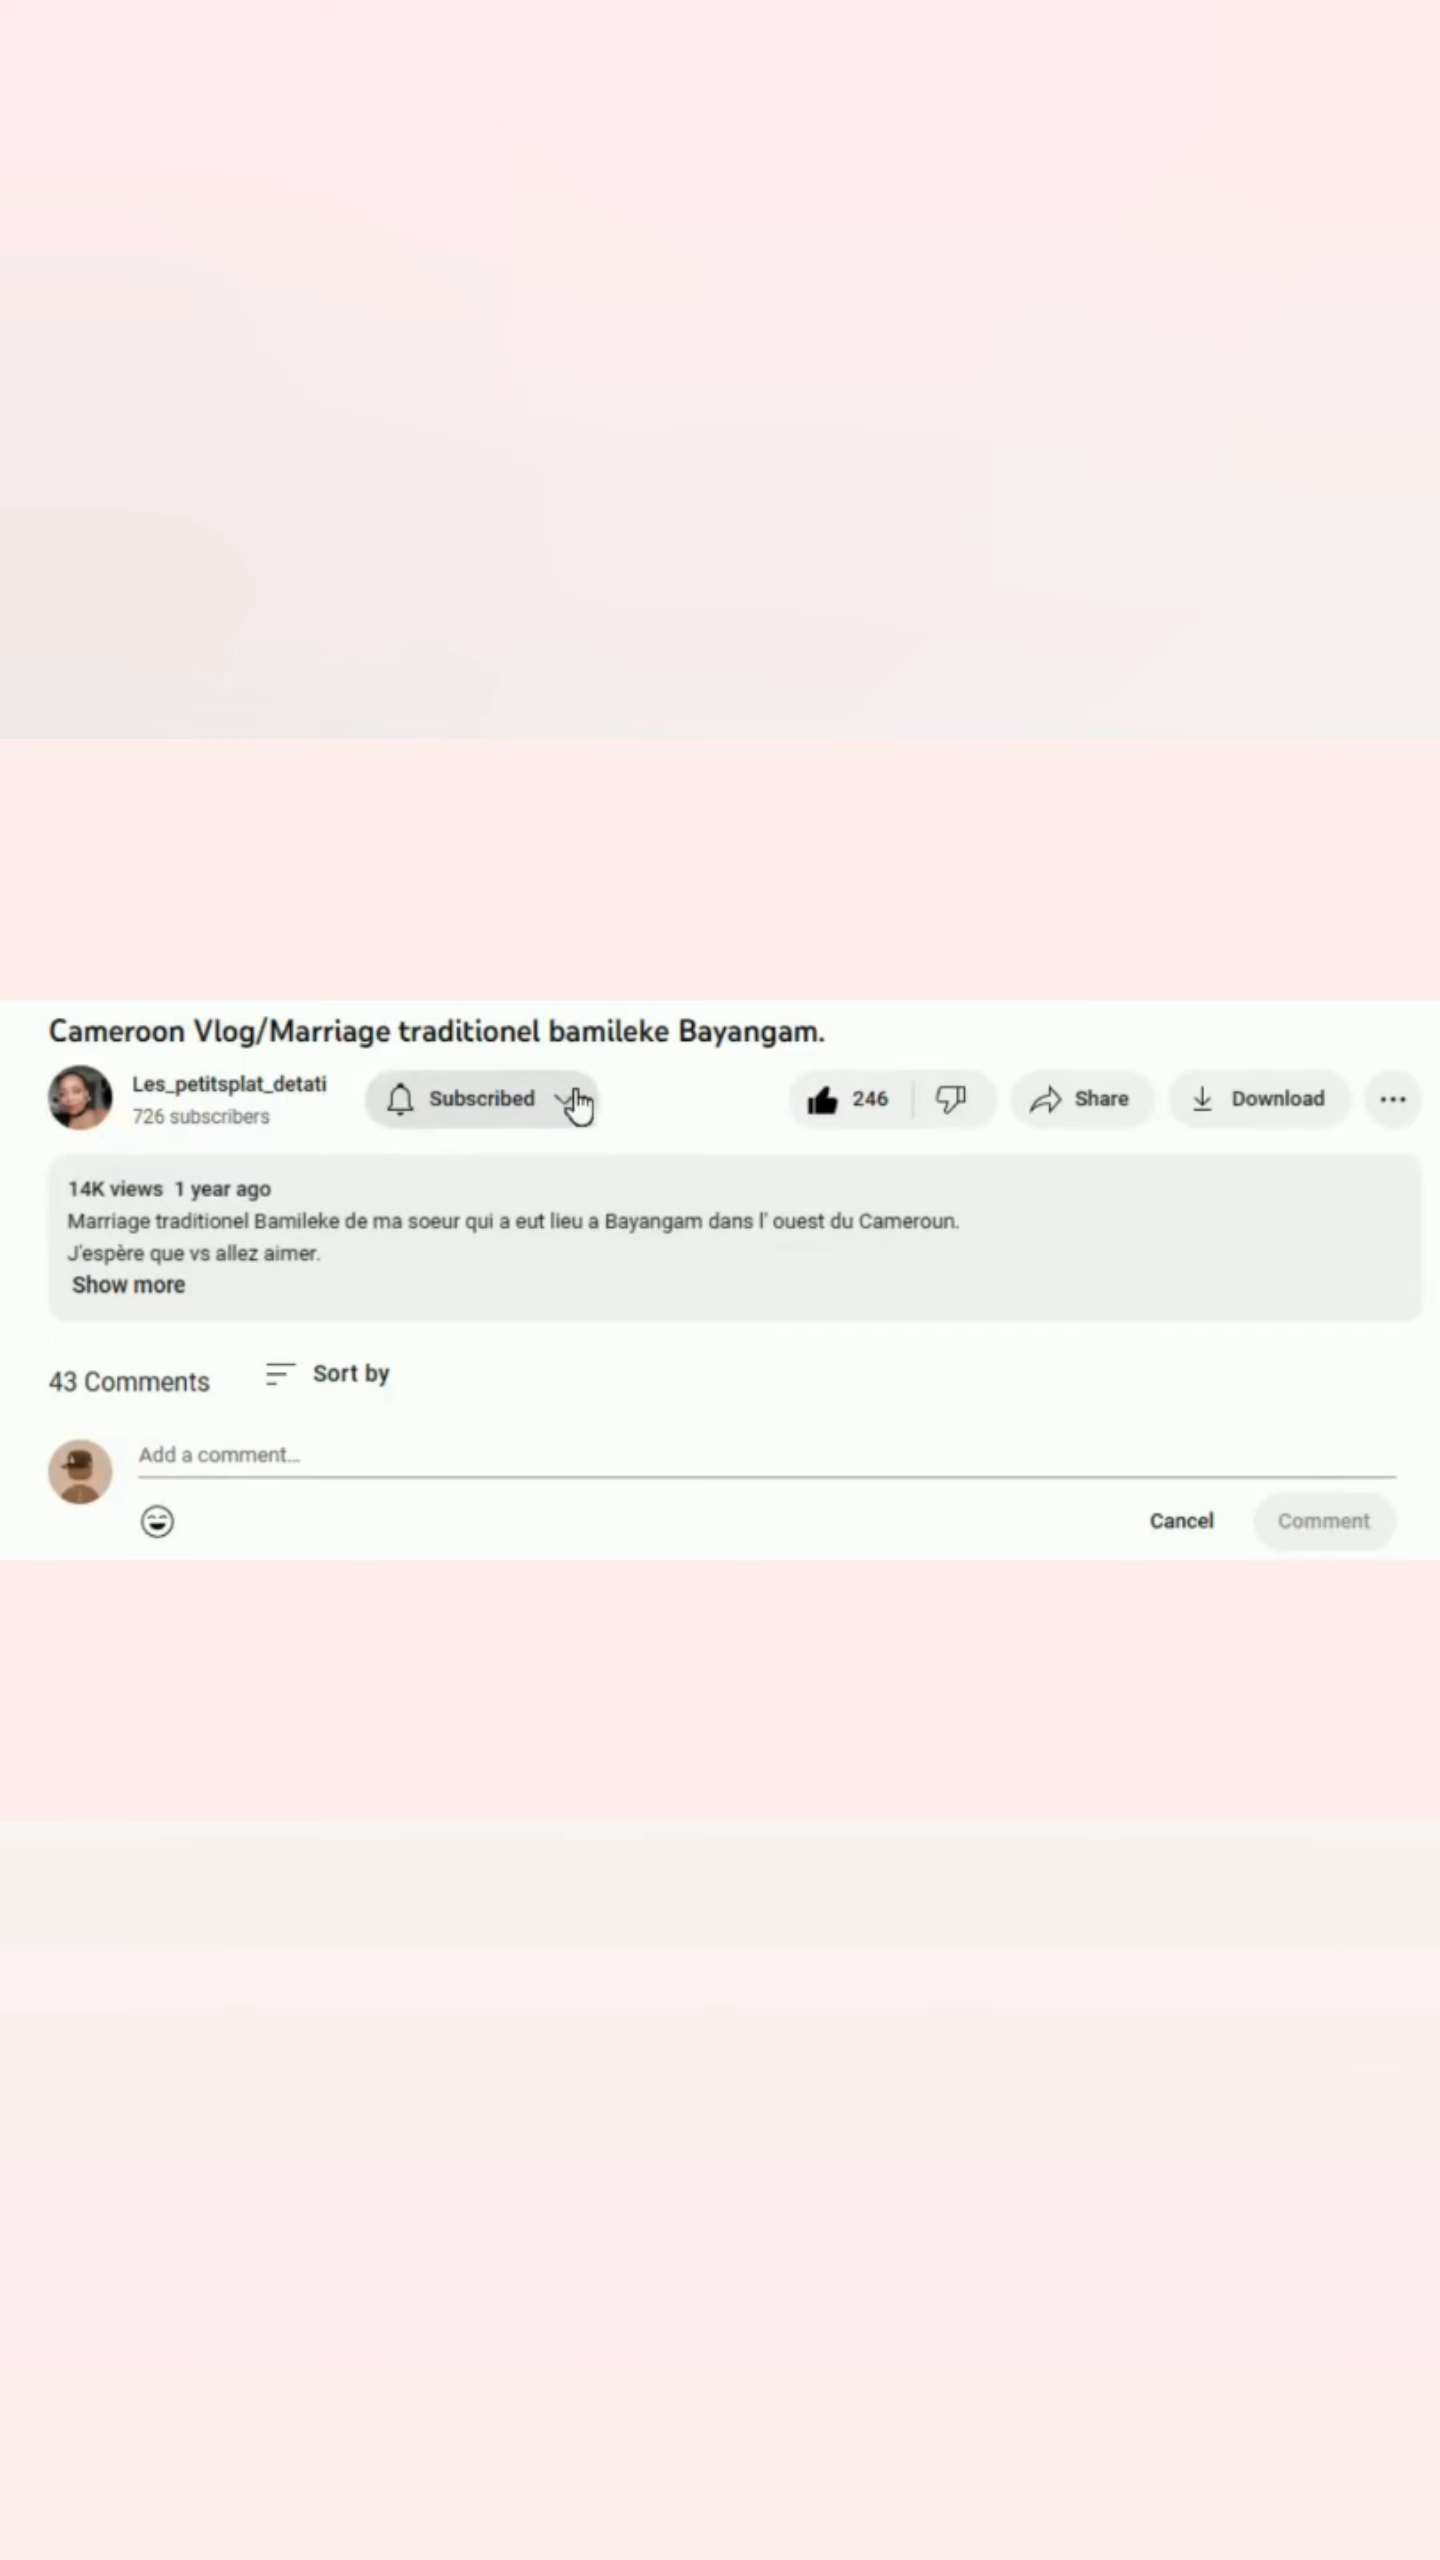 Cameroon Vlog/Marriage traditionel bamileke Bayangam.
Les_petitsplat_detati
726 subscribers
Subscribed
246
Share
Download
14K views 1 year ago
Marriage traditionel Bamileke de ma soeur qui a eut lieu a Bayangam dans l' ouest du Cameroun.
J'espère que vs allez aimer.
Show more
43 Comments
Sort by
Add a comment...
Cancel
Comment